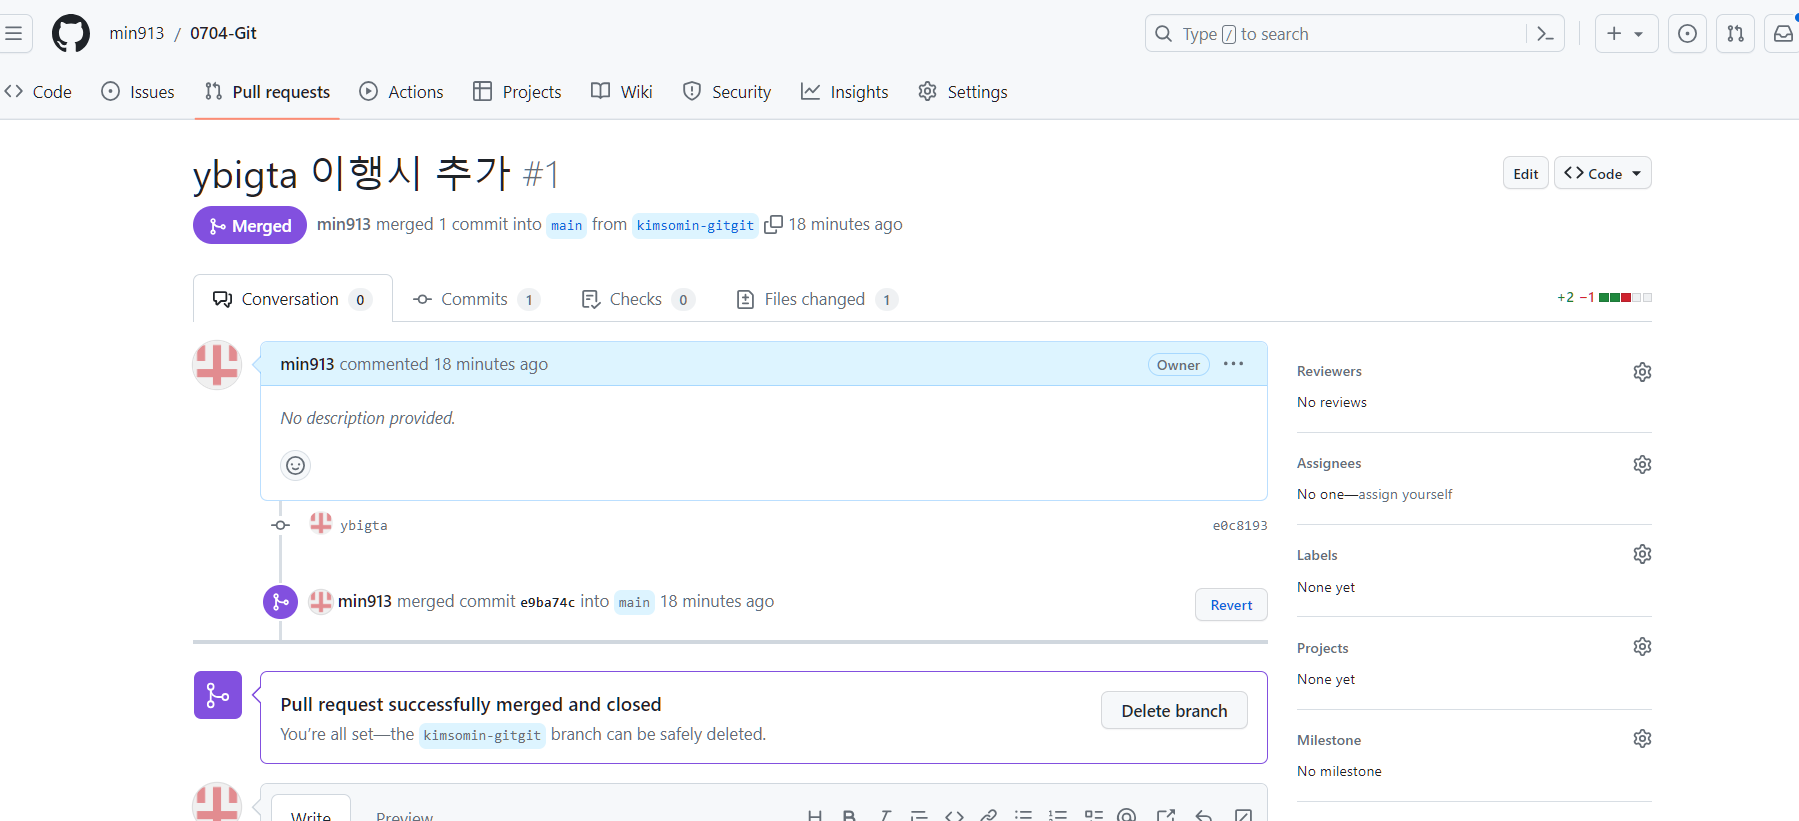 min913 / 0704-Git
Type / to search
Code
Issues
Pull requests
Actions
Projects
Wiki
Security
Insights
Settings
ybigta 이행시 추가 #1
Edit
Code
Merged
min913 merged 1 commit into main from kimsomin-gitgit 18 minutes ago
Conversation 0
Commits 1
Checks 0
Files changed 1
+2 −1
min913 commented 18 minutes ago
Owner
No description provided.
ybigta
e0c8193
min913 merged commit e9ba74c into main 18 minutes ago
Revert
Pull request successfully merged and closed
You’re all set—the kimsomin-gitgit branch can be safely deleted.
Delete branch
Write
Preview
Reviewers
No reviews
Assignees
No one—assign yourself
Labels
None yet
Projects
None yet
Milestone
No milestone